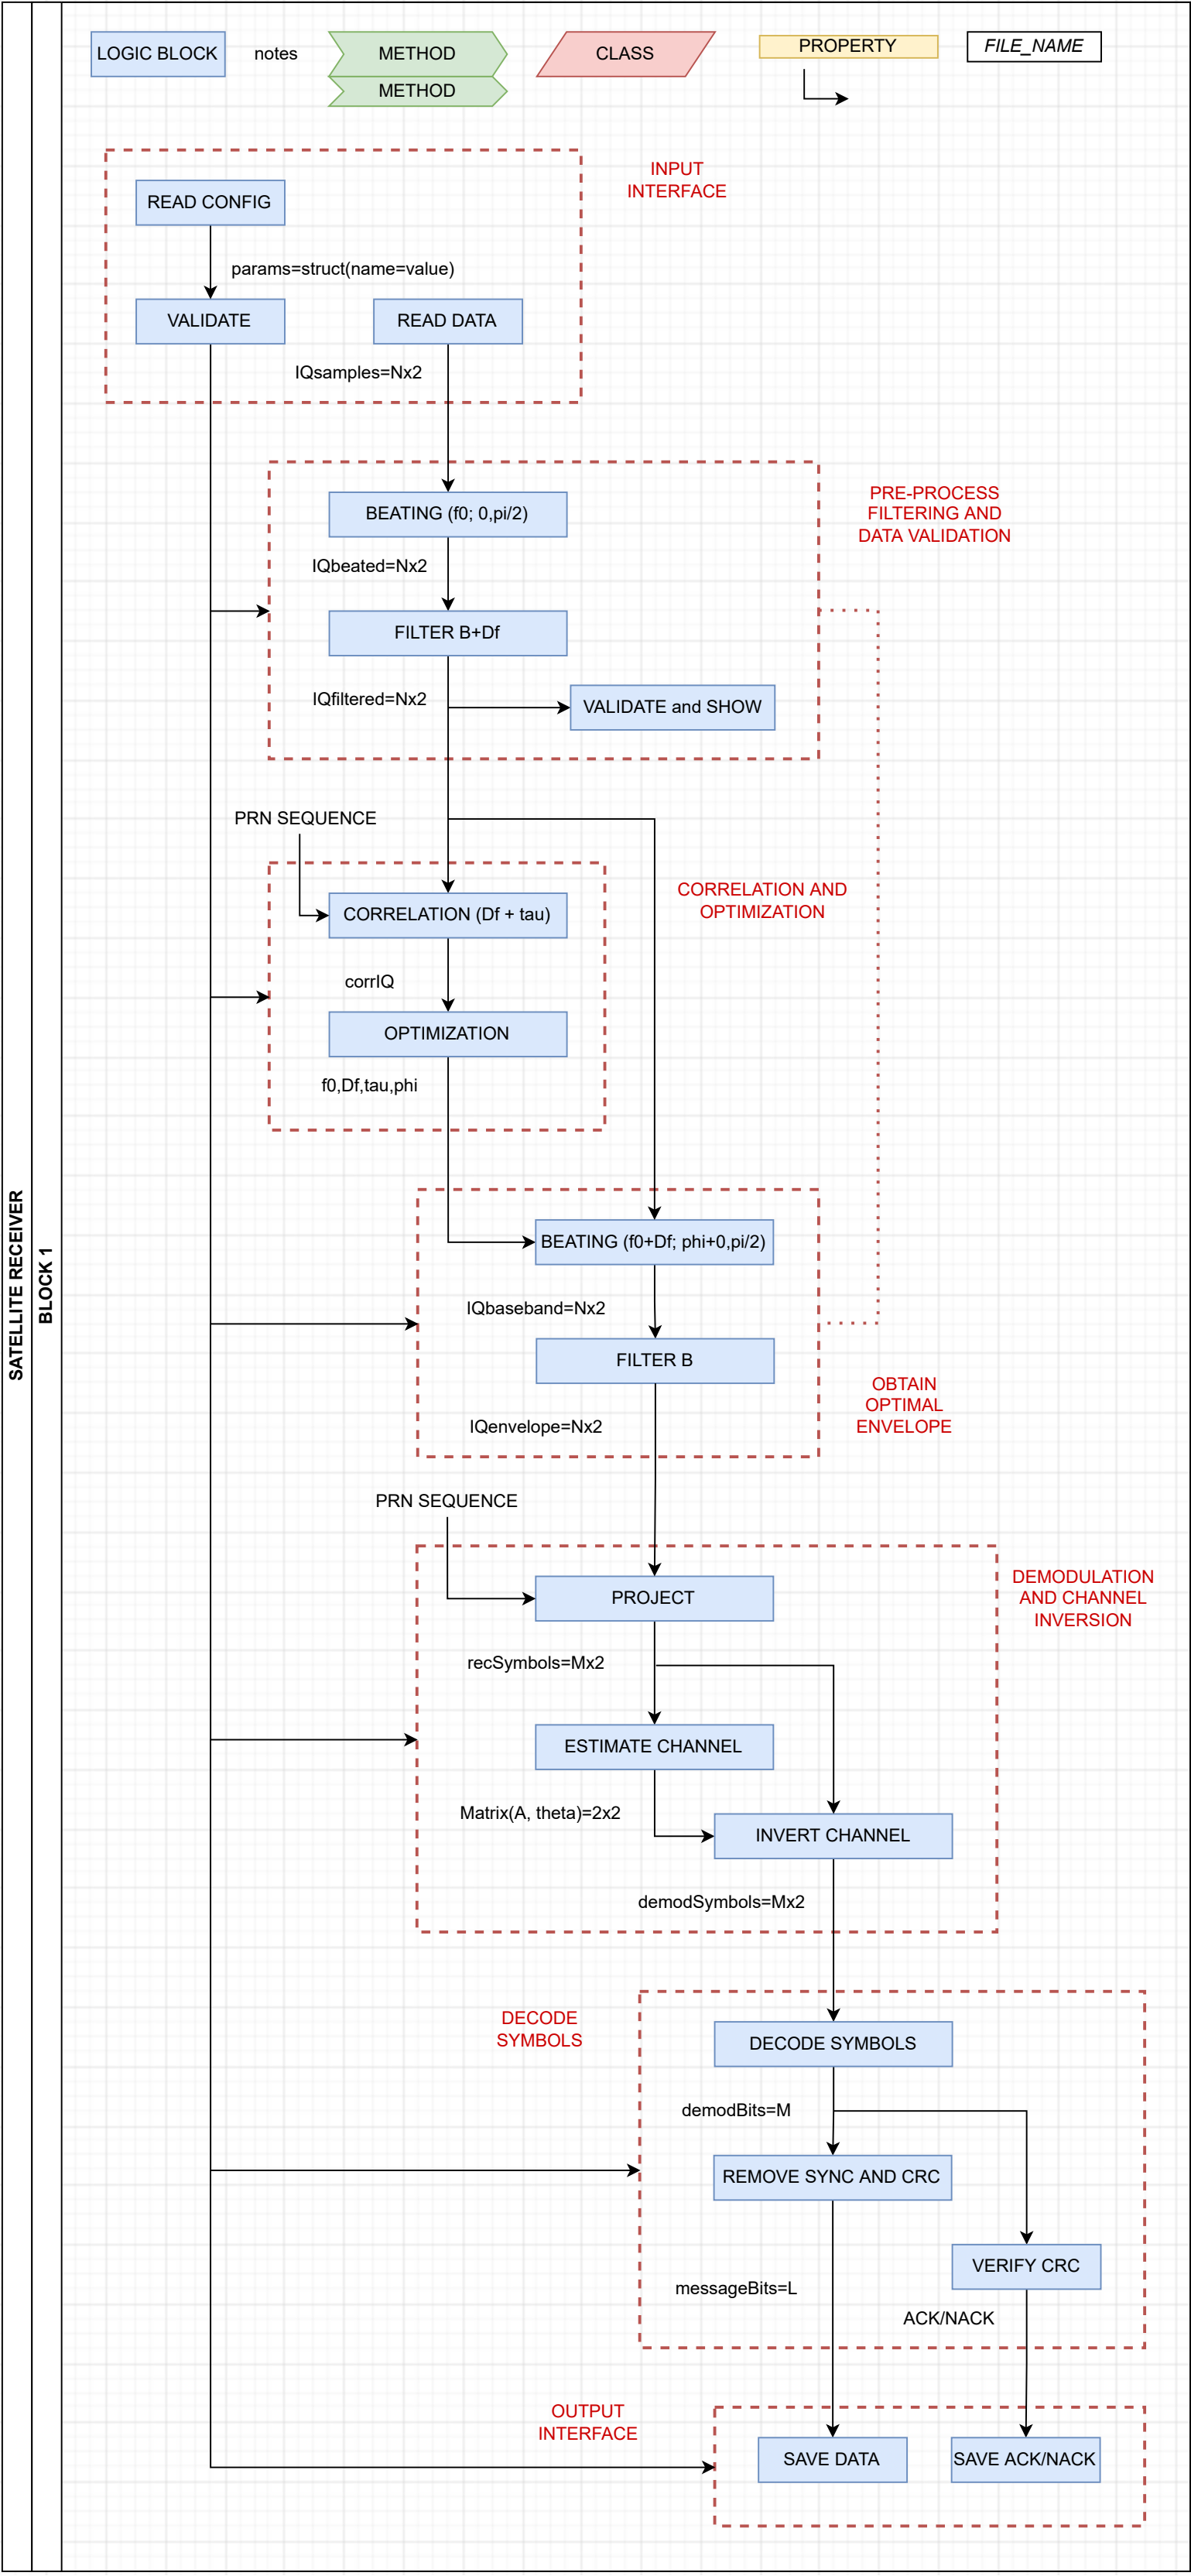 LOGIC BLOCK
notes
METHOD
METHOD
CLASS
PROPERTY
FILE_NAME
INPUT
INTERFACE
READ CONFIG
params=struct(name=value)
VALIDATE
READ DATA
IQsamples=Nx2
PRE-PROCESS
FILTERING AND
DATA VALIDATION
BEATING (f0; 0,pi/2)
IQbeated=Nx2
FILTER B+Df
IQfiltered=Nx2
VALIDATE and SHOW
PRN SEQUENCE
CORRELATION AND
OPTIMIZATION
CORRELATION (Df + tau)
corrIQ
OPTIMIZATION
f0,Df,tau,phi
BEATING (f0+Df; phi+0,pi/2)
IQbaseband=Nx2
FILTER B
OBTAIN
OPTIMAL
ENVELOPE
IQenvelope=Nx2
SATELLITE RECEIVER
BLOCK 1
PRN SEQUENCE
DEMODULATION
AND CHANNEL
INVERSION
PROJECT
recSymbols=Mx2
ESTIMATE CHANNEL
Matrix(A, theta)=2x2
INVERT CHANNEL
demodSymbols=Mx2
DECODE
SYMBOLS
DECODE SYMBOLS
demodBits=M
REMOVE SYNC AND CRC
VERIFY CRC
messageBits=L
ACK/NACK
OUTPUT
INTERFACE
SAVE DATA
SAVE ACK/NACK